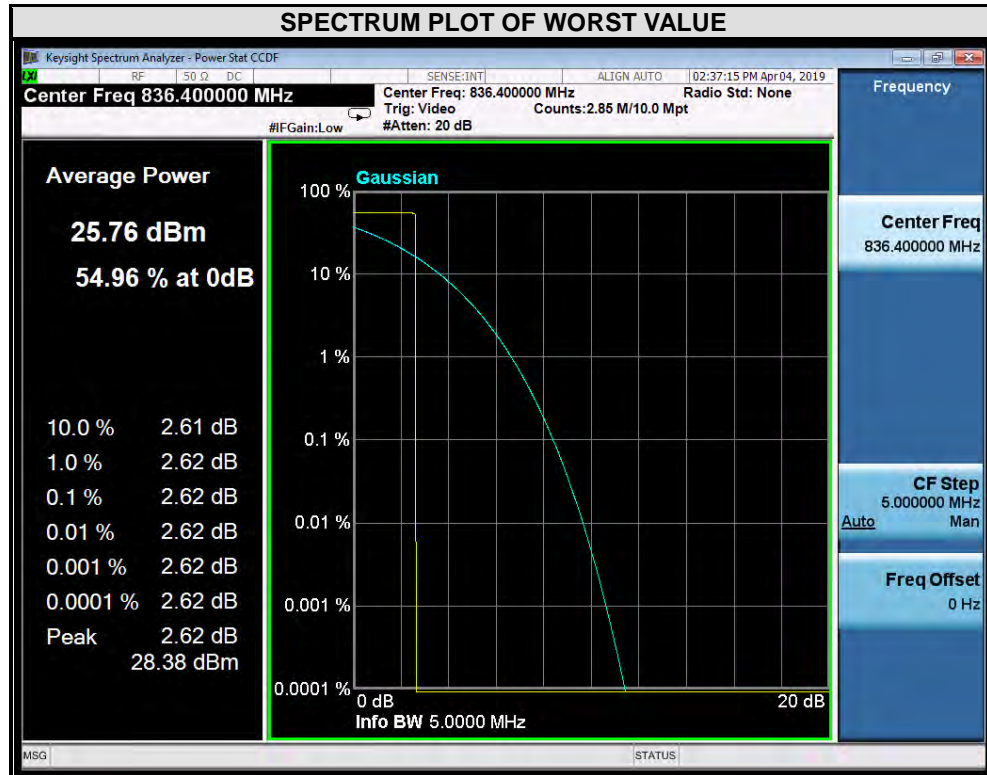 SPECTRUM PLOT OF WORST VALUE
Keysight Spectrum Analyzer - Power Stat CCDF
LXI RF 50 Ω DC SENSE:INT ALIGN AUTO 02:37:15 PM Apr 04, 2019
Center Freq 836.400000 MHz
Center Freq: 836.400000 MHz Radio Std: None
Trig: Video Counts:2.85 M/10.0 Mpt
#IFGain:Low #Atten: 20 dB
Average Power
25.76 dBm
54.96 % at 0dB
10.0 % 2.61 dB
1.0 % 2.62 dB
0.1 % 2.62 dB
0.01 % 2.62 dB
0.001 % 2.62 dB
0.0001 % 2.62 dB
Peak 2.62 dB
28.38 dBm
Gaussian
100 %
10 %
1 %
0.1 %
0.01 %
0.001 %
0.0001 %
0 dB 20 dB
Info BW 5.0000 MHz
Frequency
Center Freq
836.400000 MHz
CF Step
5.000000 MHz
Auto Man
Freq Offset
0 Hz
MSG STATUS